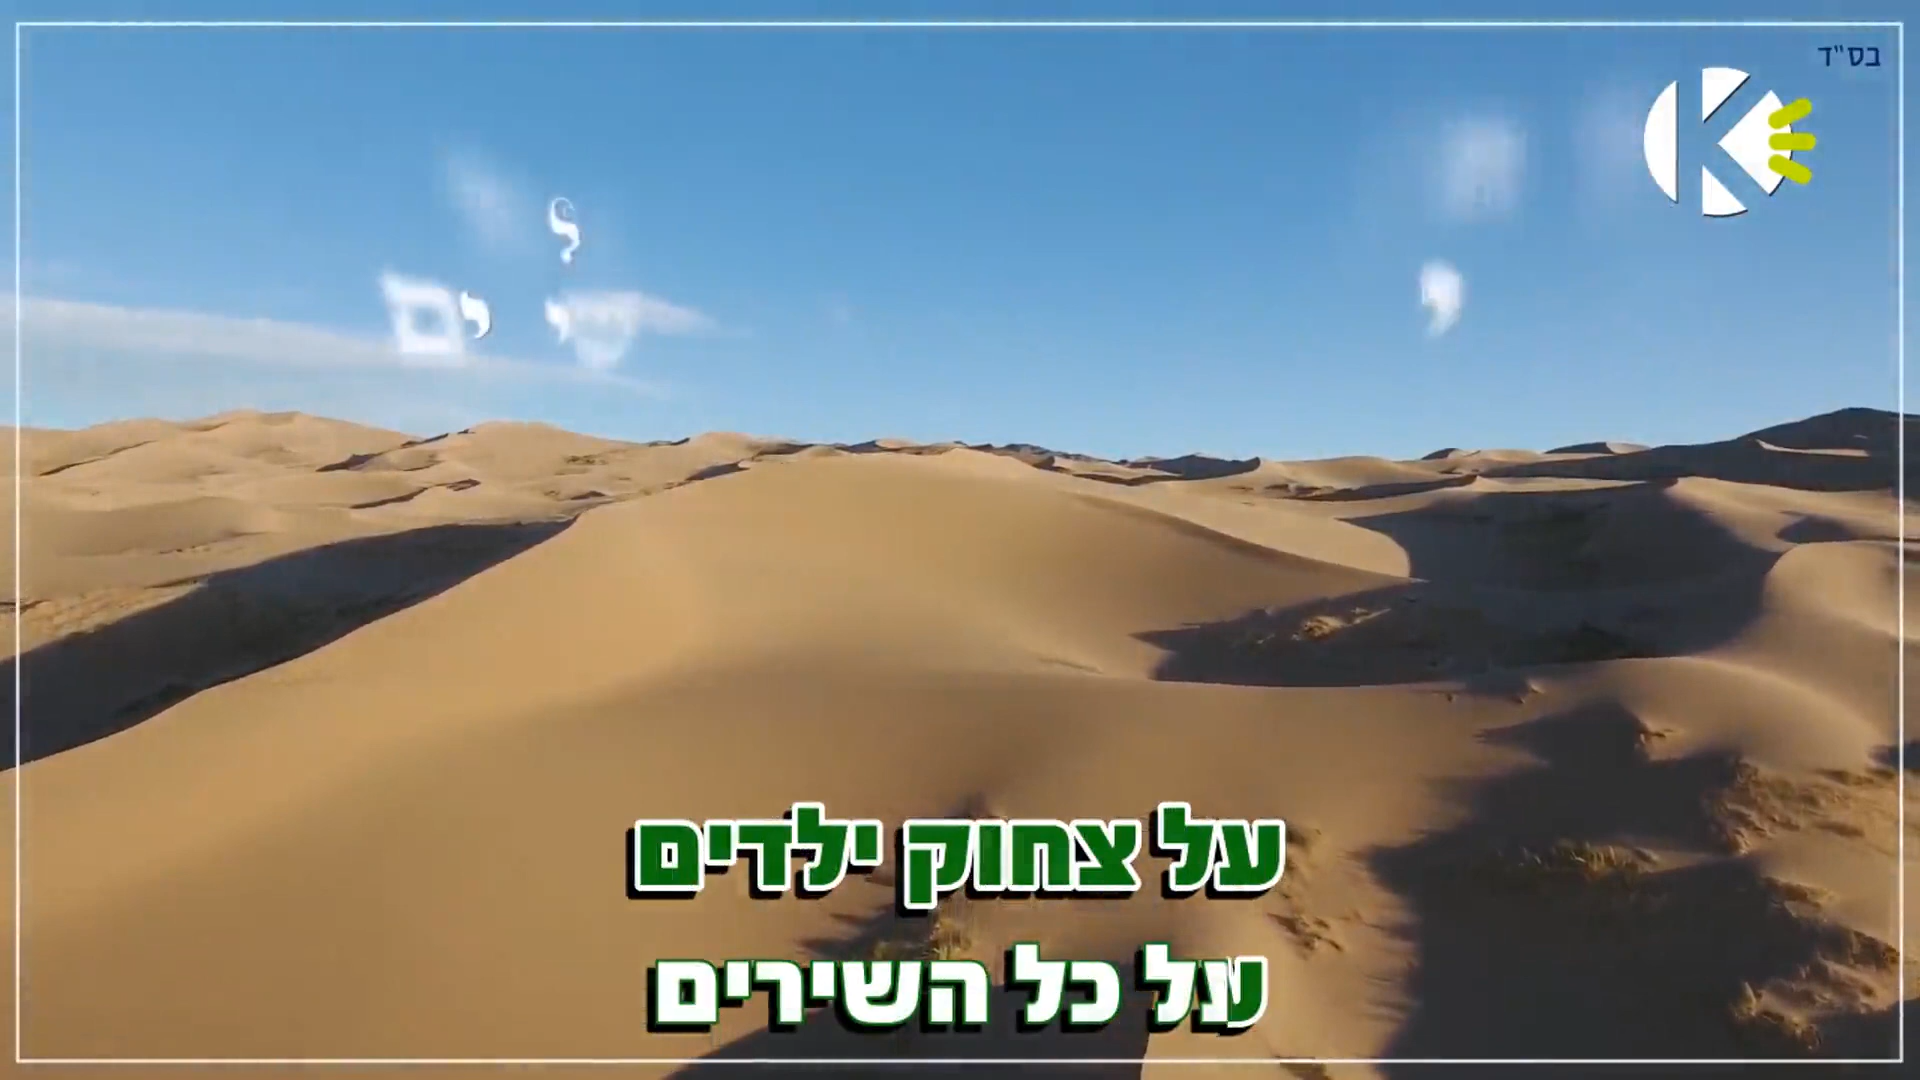 בס"ד
על צחוק ילדים
על כל השירים